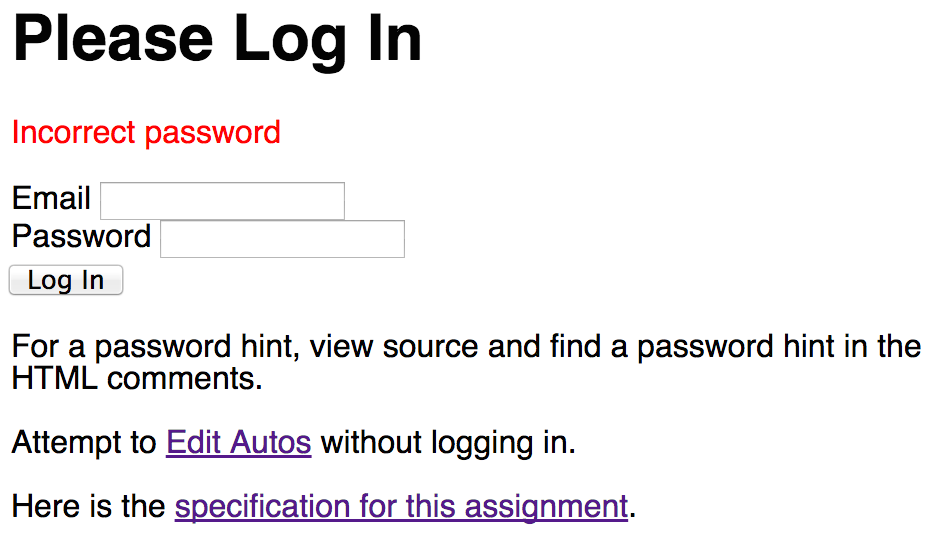 Please Log In
Incorrect password
Email
Password
Log In
For a password hint, view source and find a password hint in the
HTML comments.
Attempt to Edit Autos without logging in.
Here is the specification for this assignment.